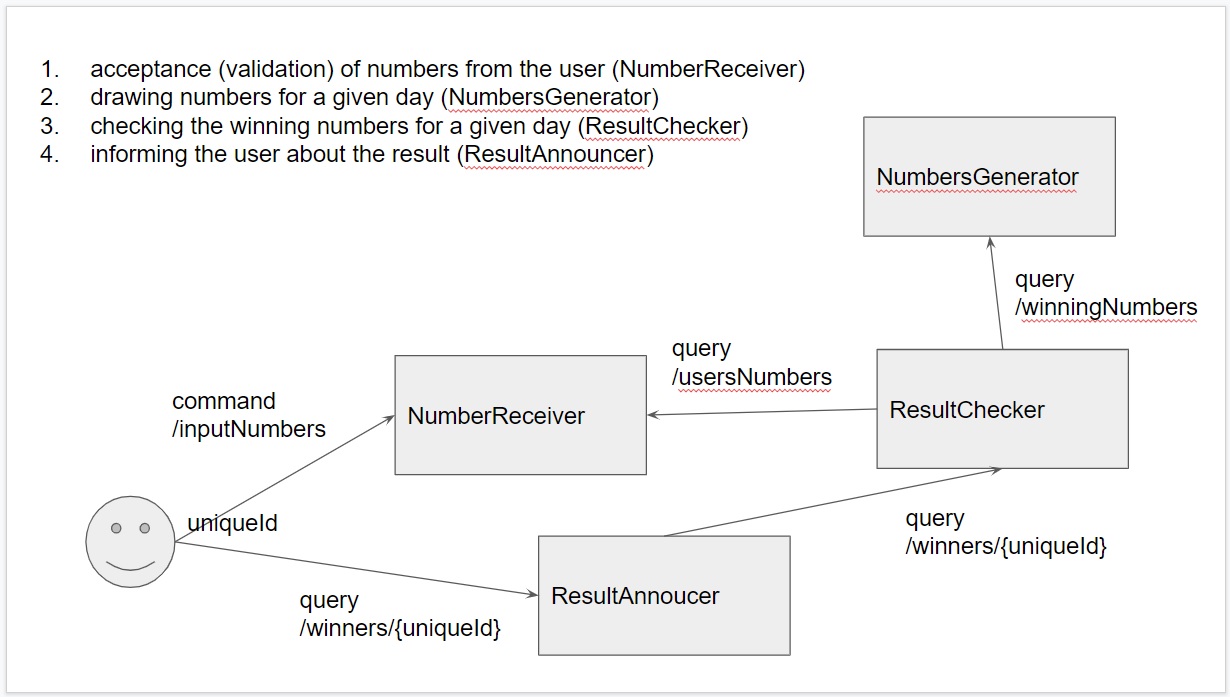 1. acceptance (validation) of numbers from the user (NumberReceiver)
2. drawing numbers for a given day (NumbersGenerator)
3. checking the winning numbers for a given day (ResultChecker)
4. informing the user about the result (ResultAnnouncer)
NumbersGenerator
query
/winningNumbers
query
/usersNumbers
command
/inputNumbers
NumberReceiver
ResultChecker
uniqueId
query
/winners/{uniqueId}
ResultAnnoucer
query
/winners/{uniqueId}